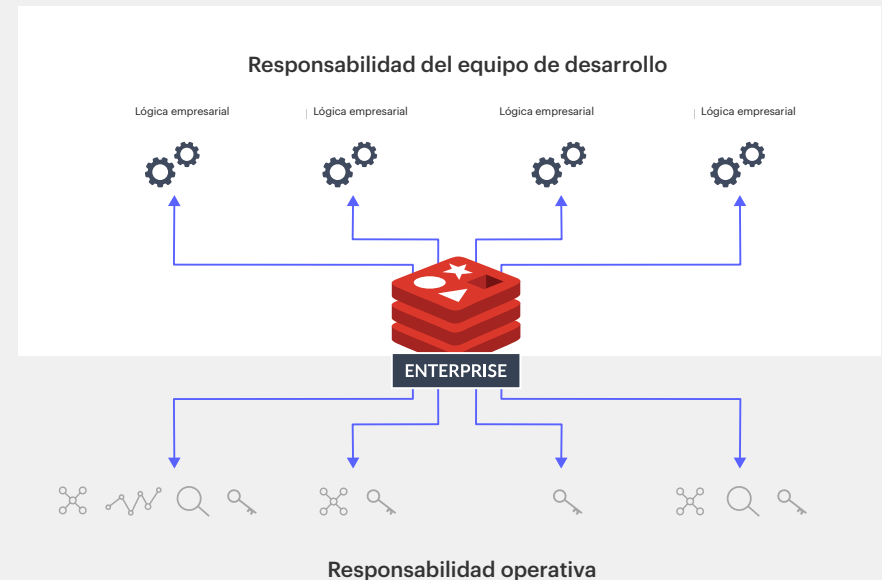 Responsabilidad del equipo de desarrollo
Lógica empresarial
Lógica empresarial
Lógica empresarial
Lógica empresarial
ENTERPRISE
Responsabilidad operativa